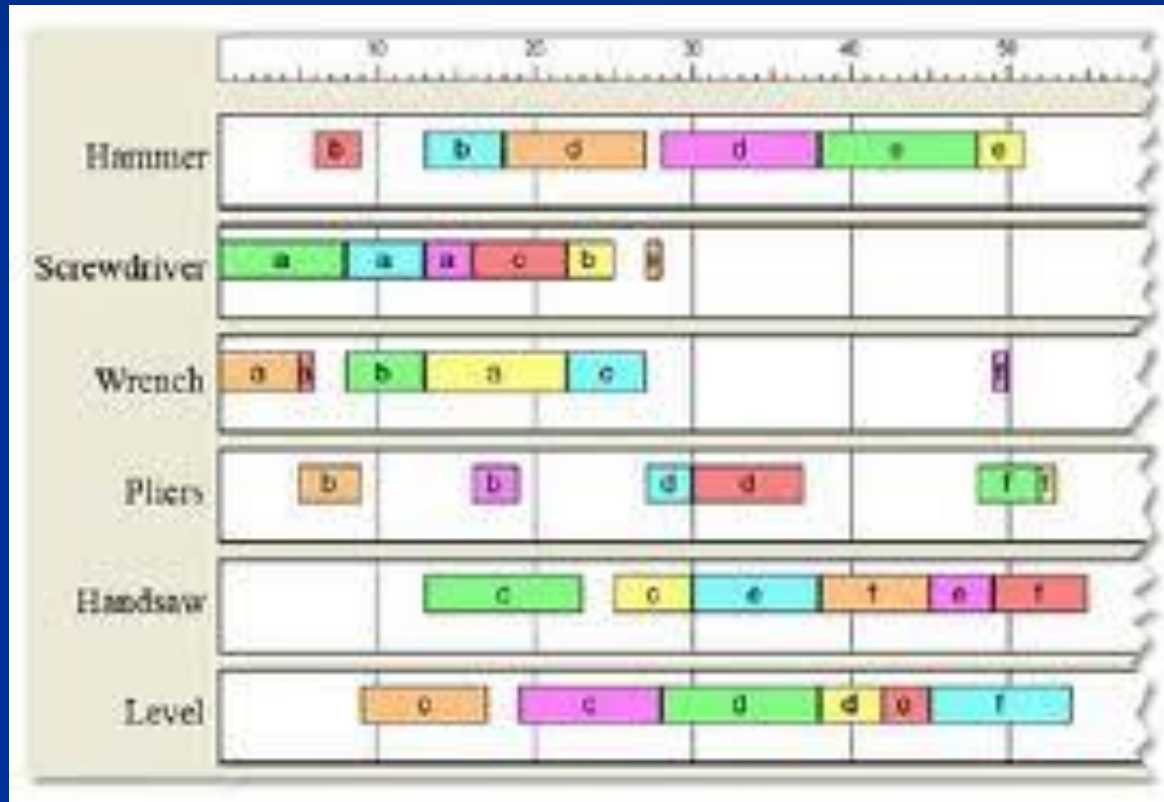 10 20 30 40 50
Hammer b b d d e e
Screwdriver a a a c b
Wrench a b a c
Pliers b b d d f
Handsaw c c e f e f
Level c c d d e f